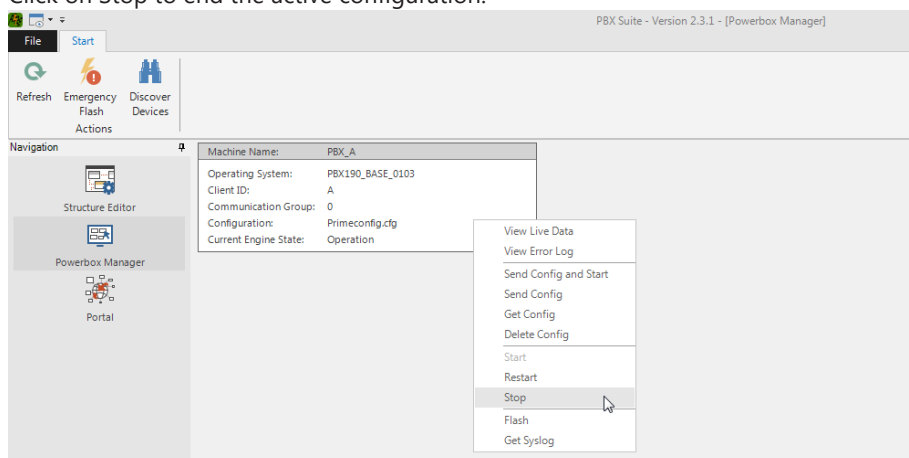 Click on Stop to end the active configuration.
PBX Suite - Version 2.3.1 - [Powerbox Manager]
File Start
Refresh Emergency Flash Discover Devices
Actions
Navigation
Structure Editor
Powerbox Manager
Portal
Machine Name: PBX_A
Operating System: PBX190_BASE_0103
Client ID: A
Communication Group: 0
Configuration: Primeconfig.cfg
Current Engine State: Operation
View Live Data
View Error Log
Send Config and Start
Send Config
Get Config
Delete Config
Start
Restart
Stop
Flash
Get Syslog